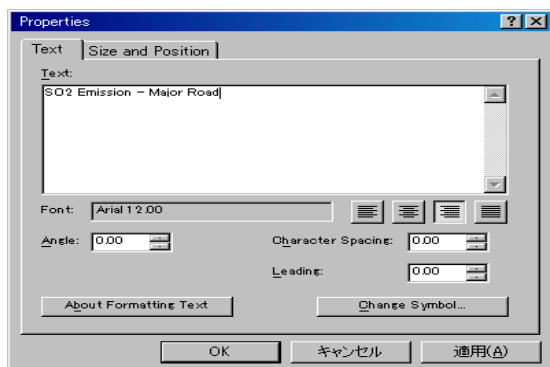 Properties
Text Size and Position
Text:
SO2 Emission - Major Road
Font: Arial 12.00
Angle: 0.00 Character Spacing: 0.00
Leading: 0.00
About Formatting Text Change Symbol...
OK キャンセル 適用(A)